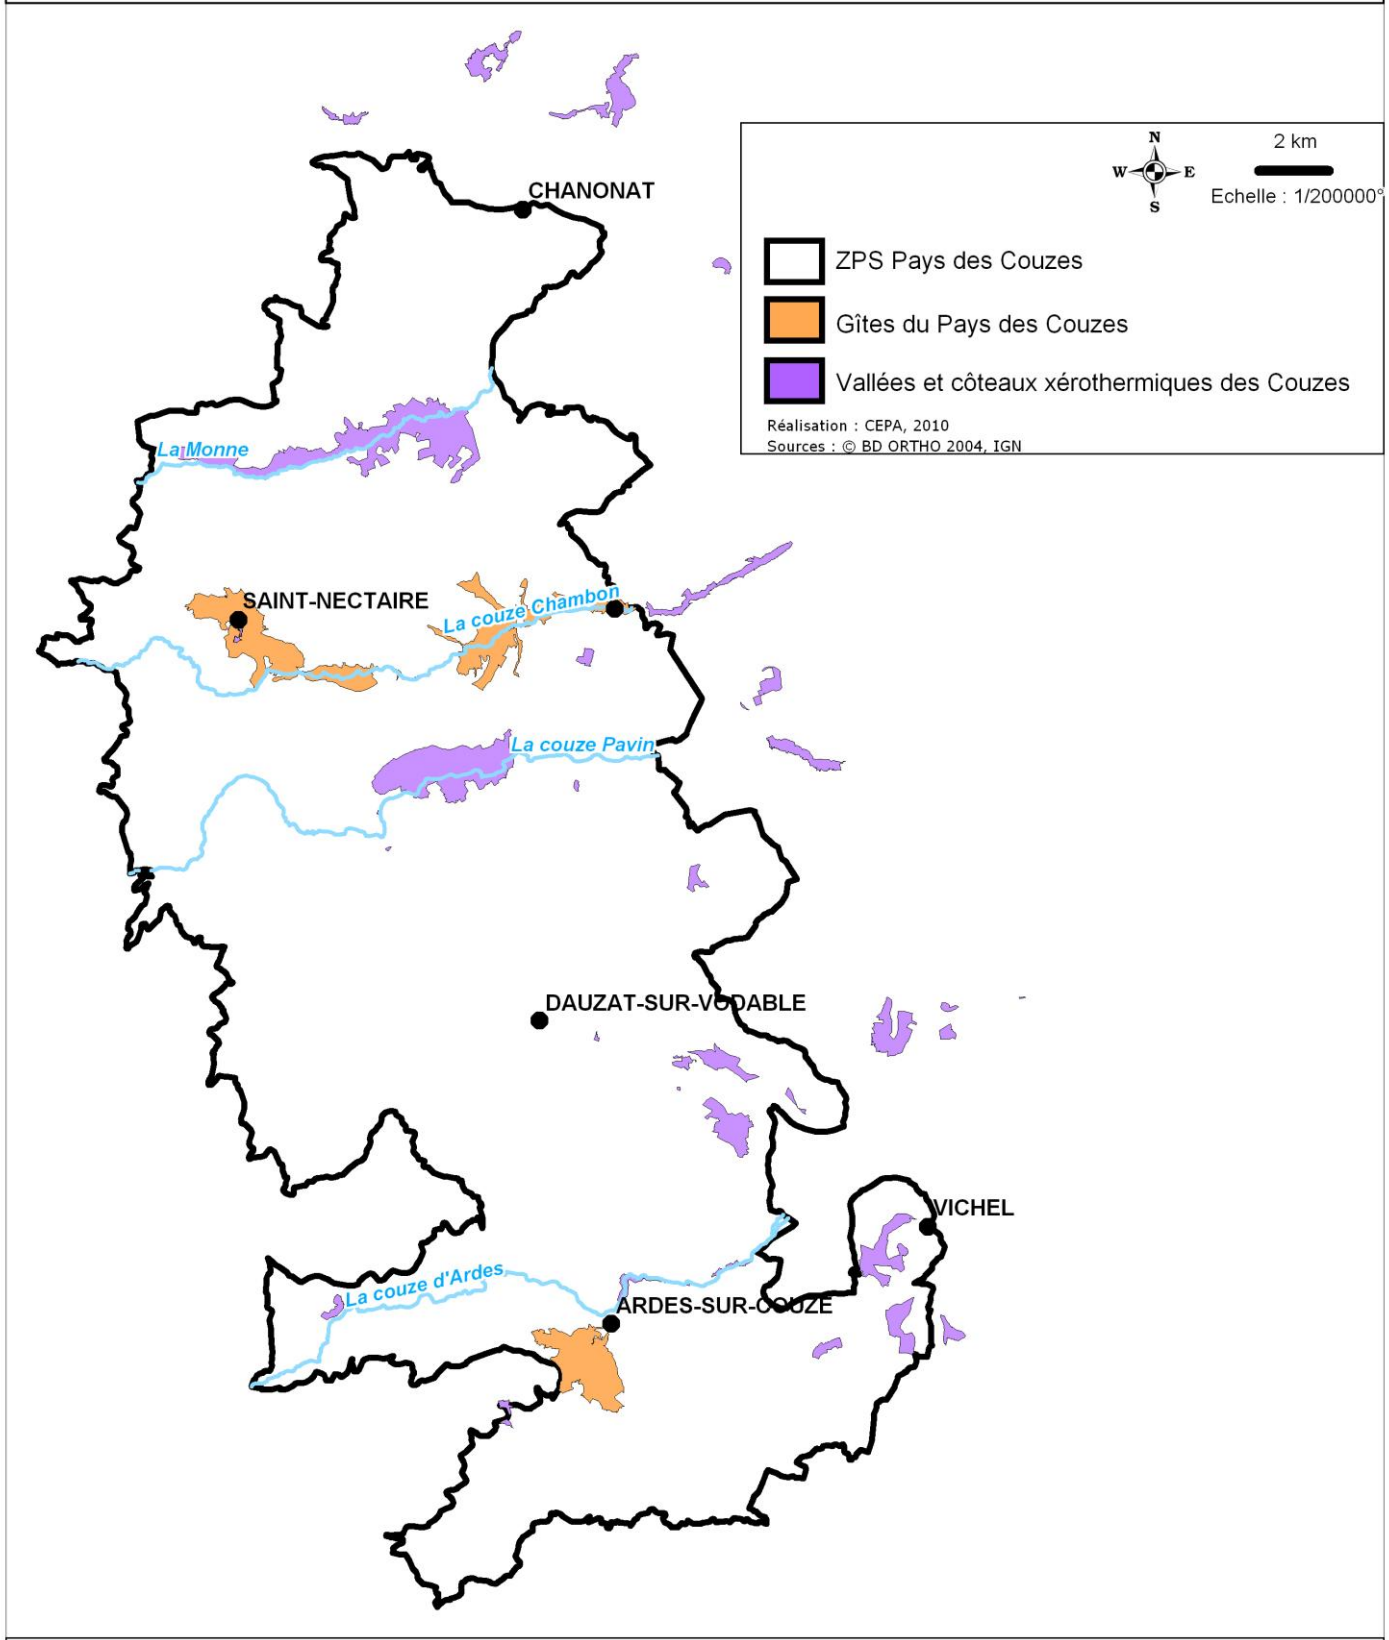 CHANONAT
N
W E
S
2 km
Echelle : 1/200000°
ZPS Pays des Couzes
Gîtes du Pays des Couzes
Vallées et côteaux xérothermiques des Couzes
Réalisation : CEPA, 2010
Sources : © BD ORTHO 2004, IGN
La Monne
SAINT-NECTAIRE
La couze Chambon
La couze Pavin
DAUZAT-SUR-VODABLE
VICHEL
La couze d'Ardes
ARDES-SUR-COUZE